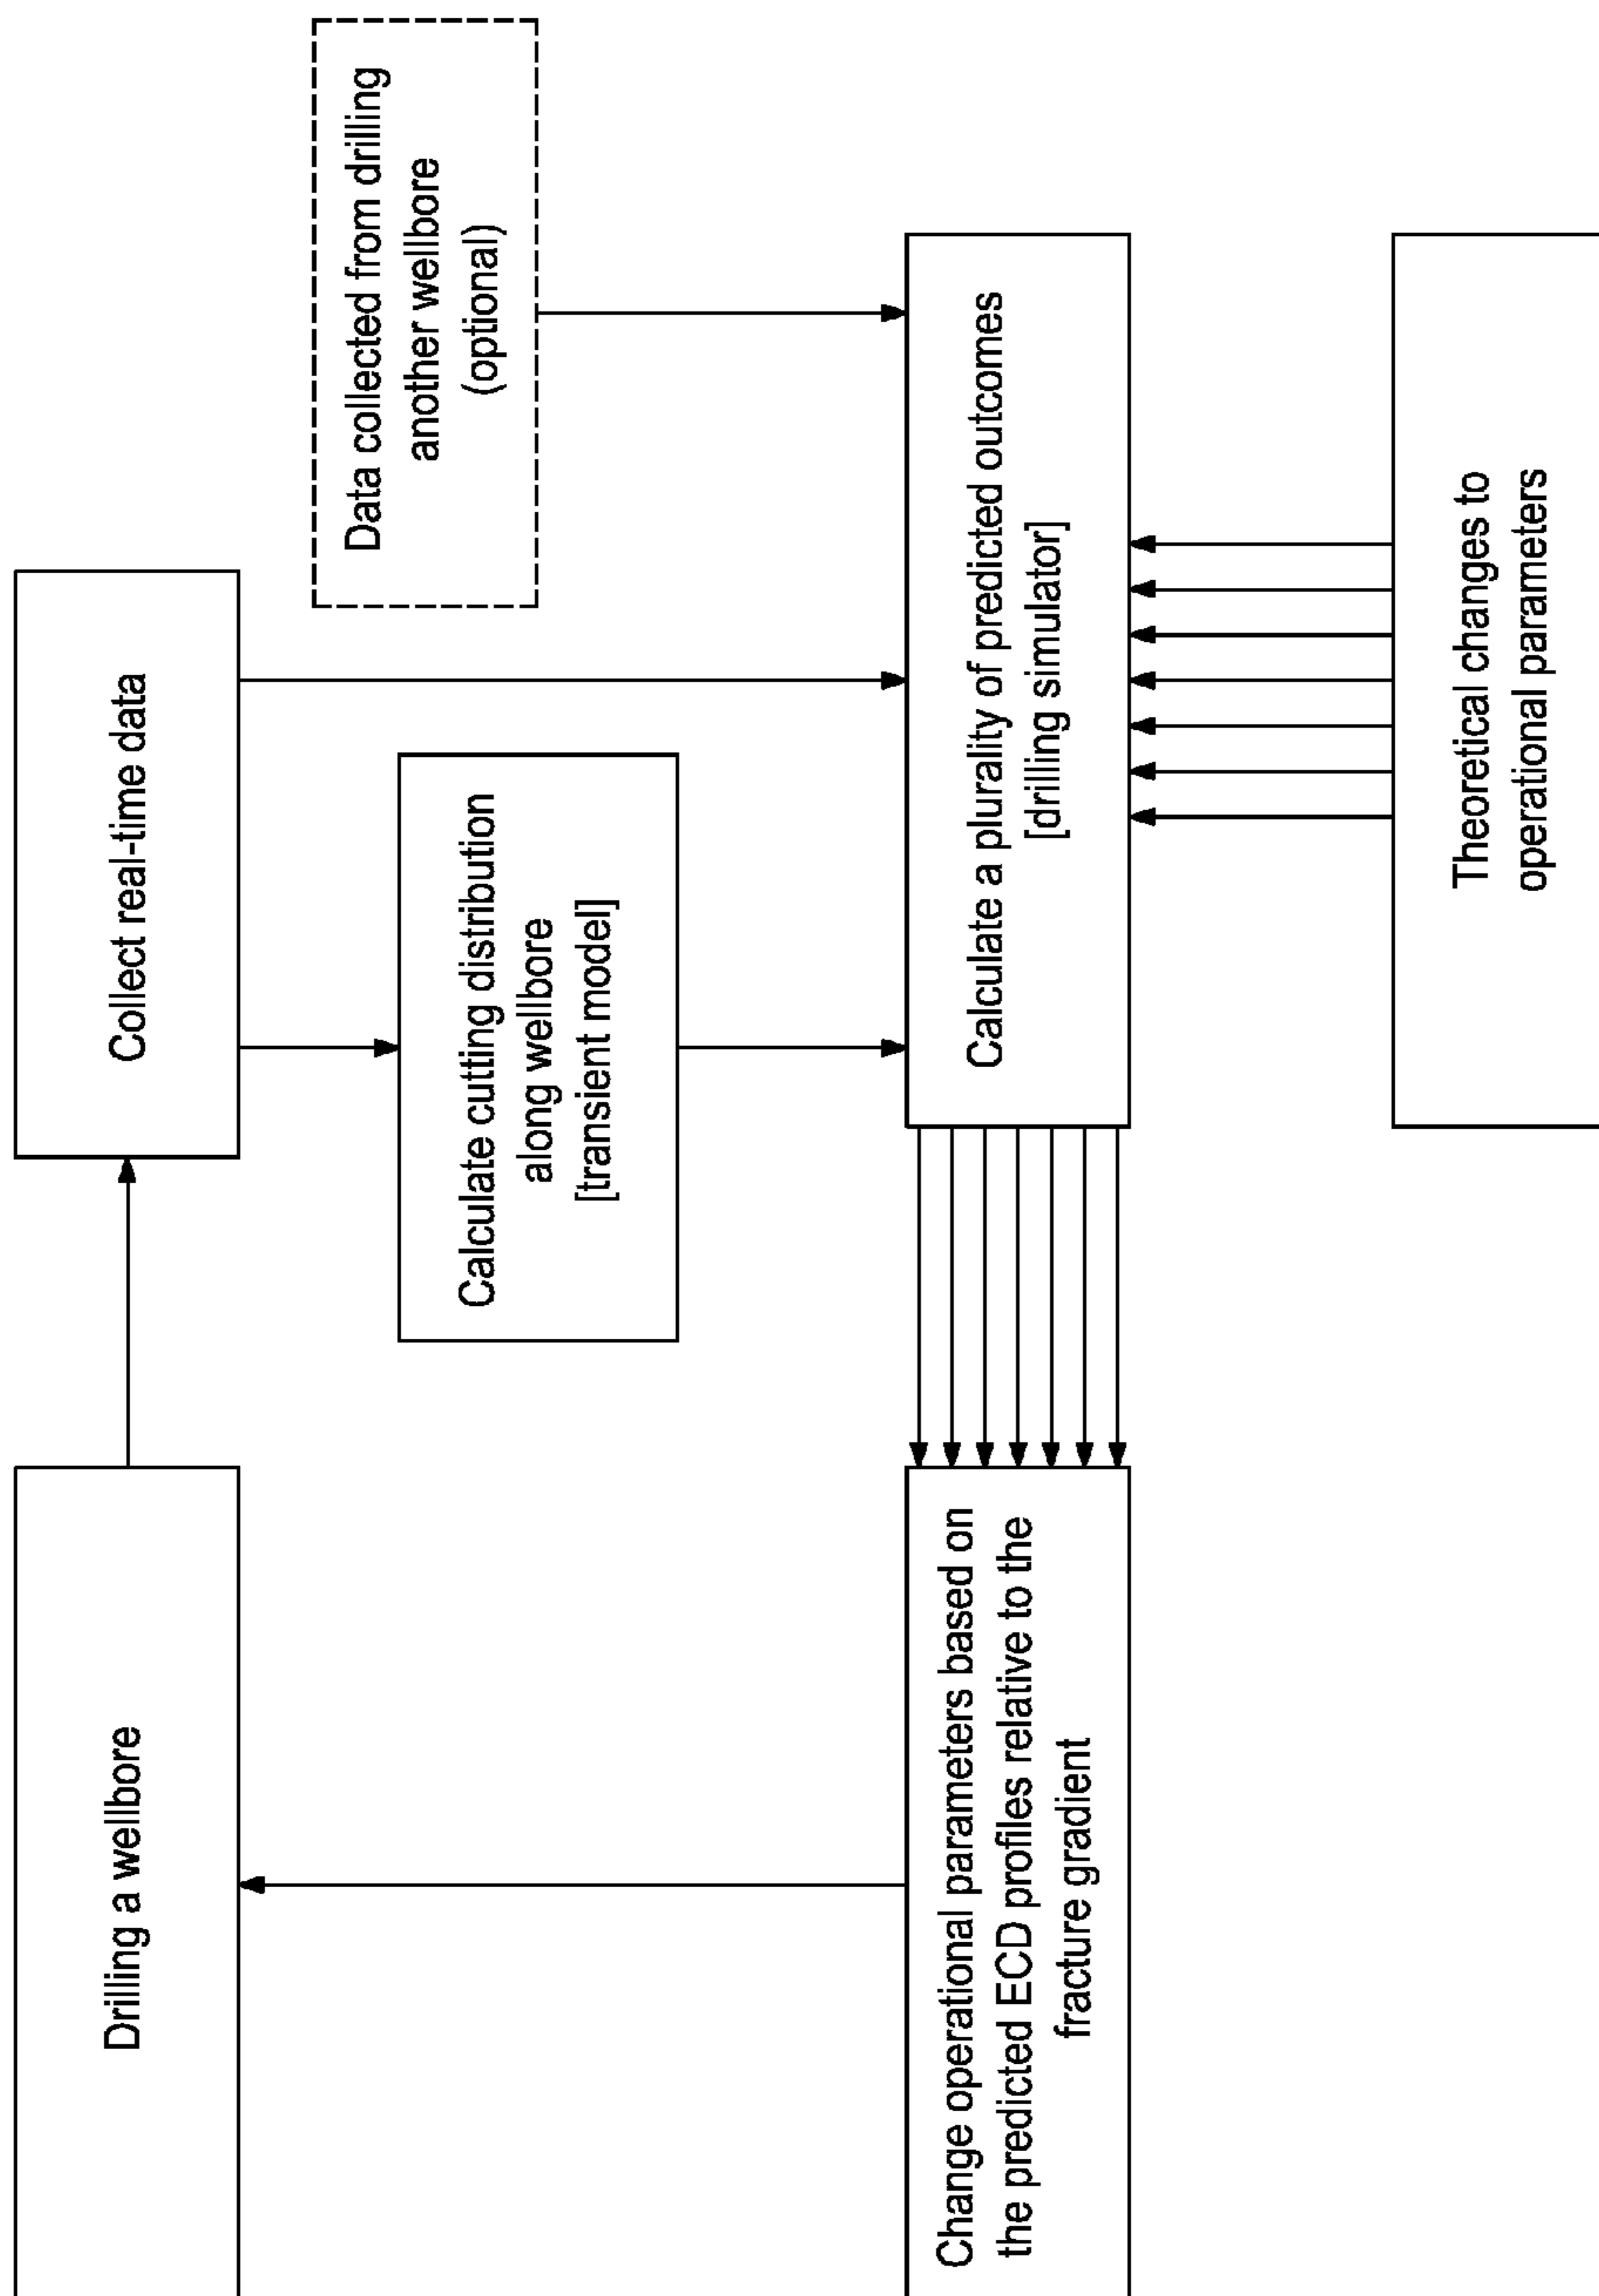 Drilling a wellbore
Collect real-time data
Data collected from drilling
another wellbore
(optional)
Calculate cutting distribution
along wellbore
[transient model]
Change operational parameters based on
the predicted ECD profiles relative to the
fracture gradient
Calculate a plurality of predicted outcomes
[drilling simulator]
Theoretical changes to
operational parameters